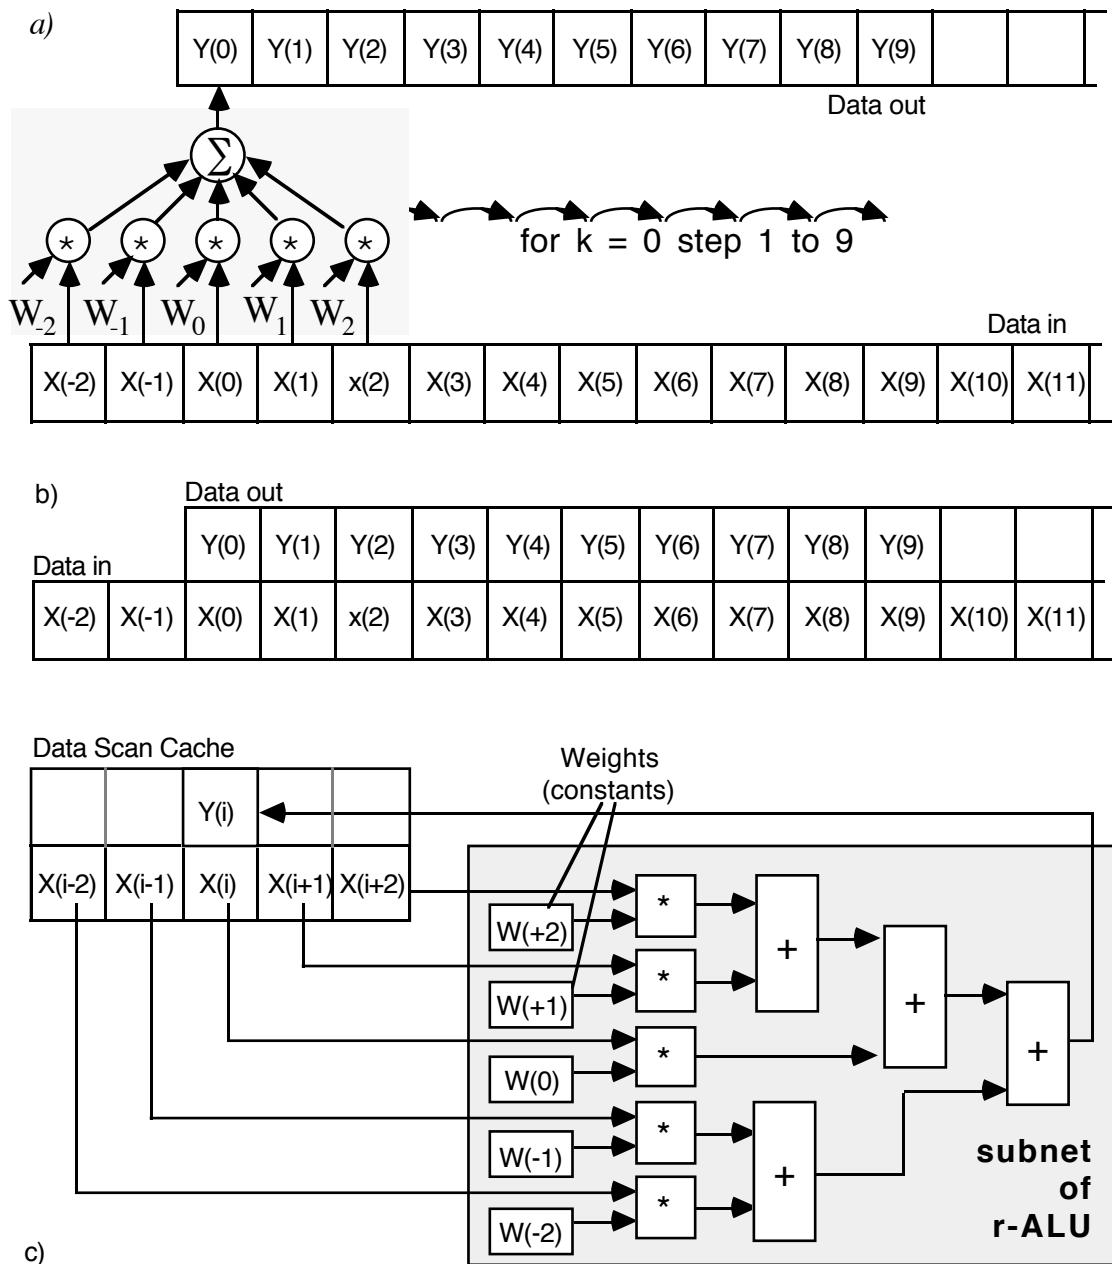 a)
Y(0) Y(1) Y(2) Y(3) Y(4) Y(5) Y(6) Y(7) Y(8) Y(9)
Data out
Σ
* * * * *
for k = 0 step 1 to 9
W-2 W-1 W0 W1 W2
Data in
X(-2) X(-1) X(0) X(1) x(2) X(3) X(4) X(5) X(6) X(7) X(8) X(9) X(10) X(11)
b)
Data out
Y(0) Y(1) Y(2) Y(3) Y(4) Y(5) Y(6) Y(7) Y(8) Y(9)
Data in
X(-2) X(-1) X(0) X(1) x(2) X(3) X(4) X(5) X(6) X(7) X(8) X(9) X(10) X(11)
Data Scan Cache
Weights
(constants)
Y(i)
X(i-2) X(i-1) X(i) X(i+1) X(i+2)
*
W(+2)
+
*
W(+1)
+
*
W(0)
+
*
W(-1)
+
*
W(-2)
subnet
of
r-ALU
c)